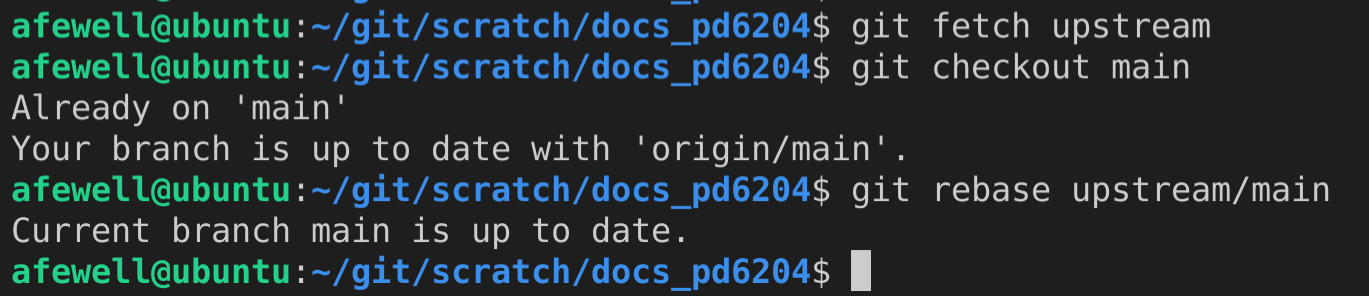 afewell@ubuntu:~/git/scratch/docs_pd6204$ git fetch upstream
afewell@ubuntu:~/git/scratch/docs_pd6204$ git checkout main
Already on 'main'
Your branch is up to date with 'origin/main'.
afewell@ubuntu:~/git/scratch/docs_pd6204$ git rebase upstream/main
Current branch main is up to date.
afewell@ubuntu:~/git/scratch/docs_pd6204$